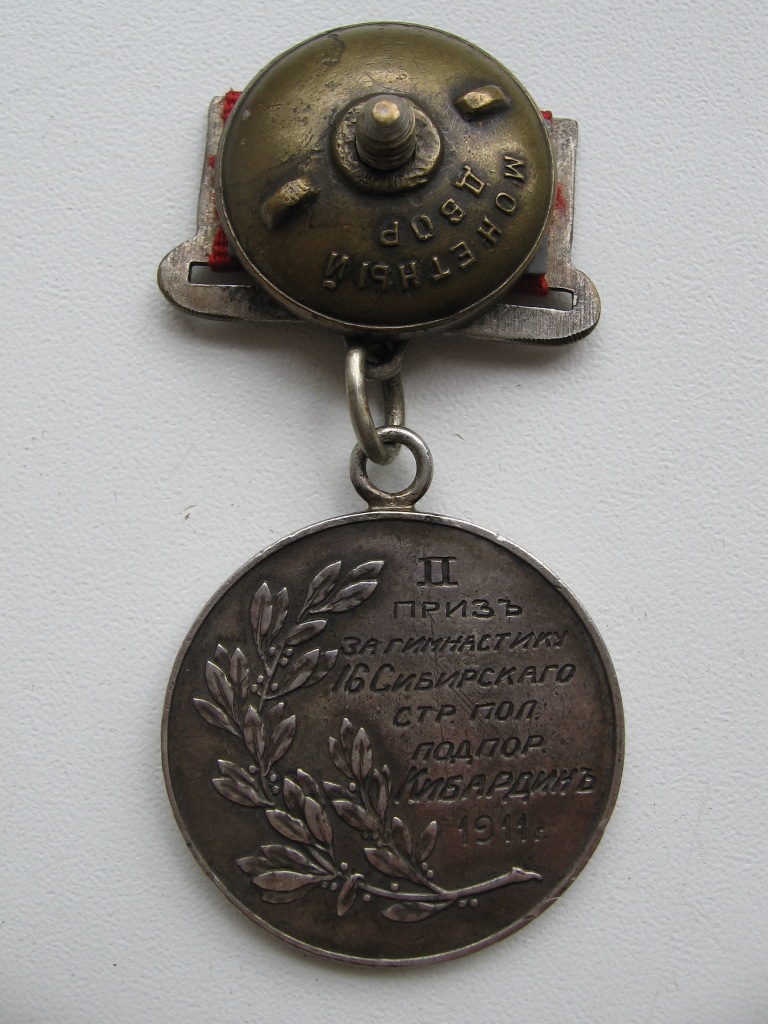 МОНЕТНЫЙ
ДВОР
II
ПРИЗЪ
ЗА ГИМНАСТИКУ
16 СИБИРСКАГО
СТР. ПОЛ.
ПОДПОР.
КИБАРДИНЪ
1911 г.